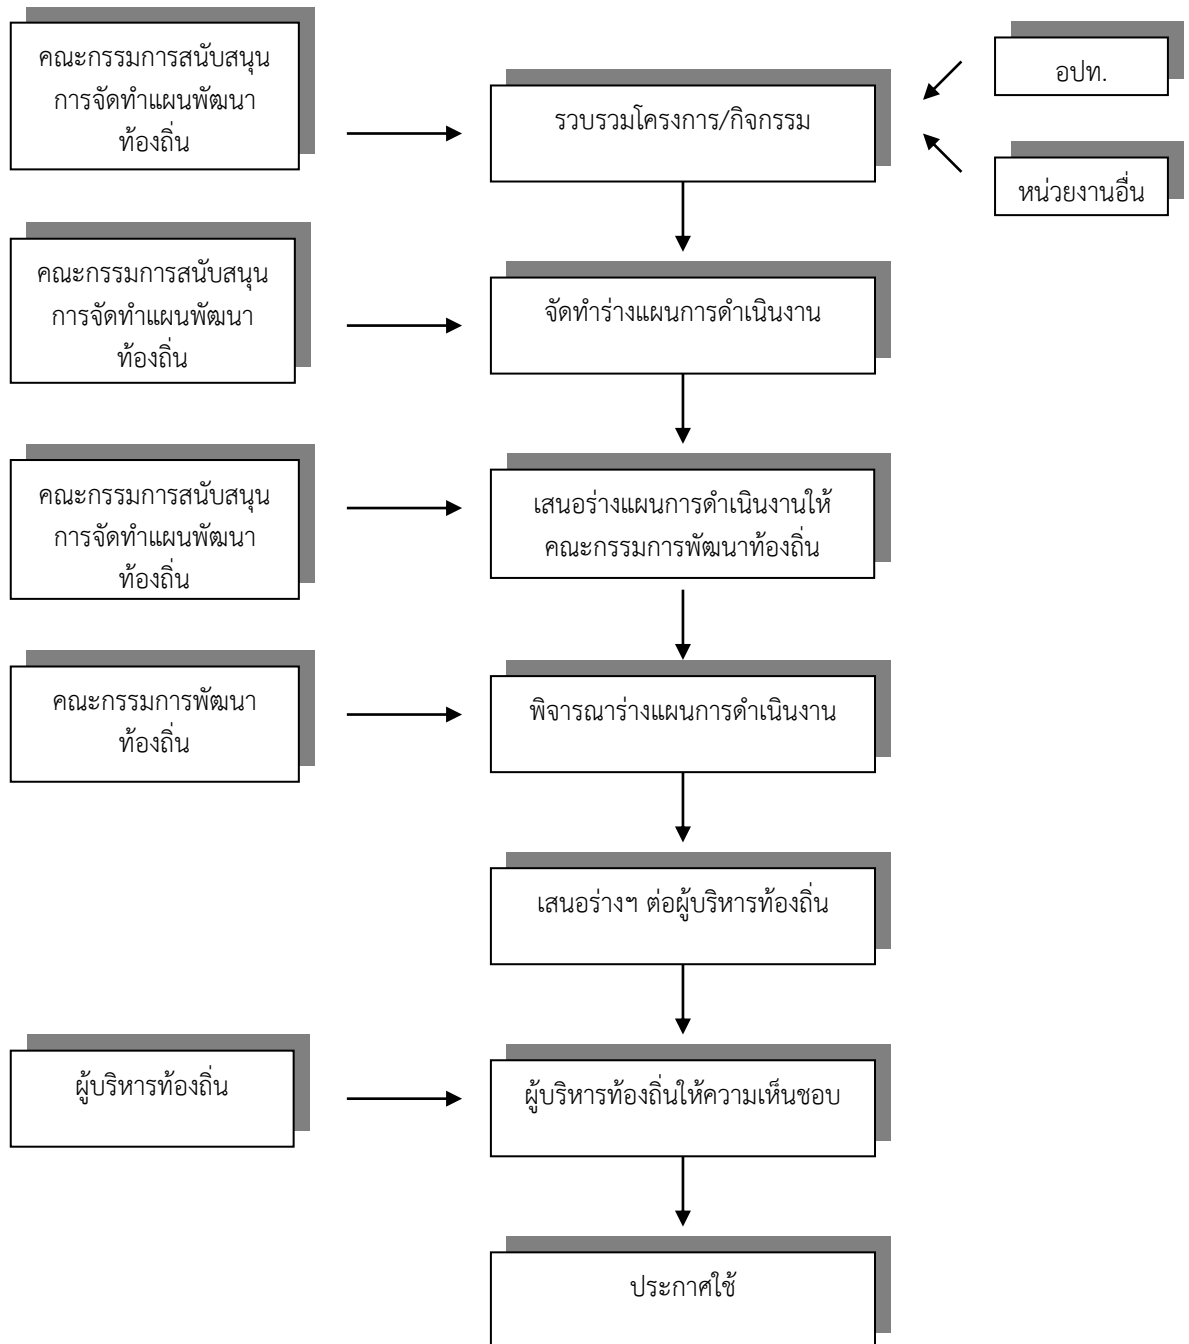 คณะกรรมการสนับสนุน
การจัดทำแผนพัฒนา
ท้องถิ่น
รวบรวมโครงการ/กิจกรรม
อปท.
หน่วยงานอื่น
คณะกรรมการสนับสนุน
การจัดทำแผนพัฒนา
ท้องถิ่น
จัดทำร่างแผนการดำเนินงาน
คณะกรรมการสนับสนุน
การจัดทำแผนพัฒนา
ท้องถิ่น
เสนอร่างแผนการดำเนินงานให้
คณะกรรมการพัฒนาท้องถิ่น
คณะกรรมการพัฒนา
ท้องถิ่น
พิจารณาร่างแผนการดำเนินงาน
เสนอร่างฯ ต่อผู้บริหารท้องถิ่น
ผู้บริหารท้องถิ่น
ผู้บริหารท้องถิ่นให้ความเห็นชอบ
ประกาศใช้